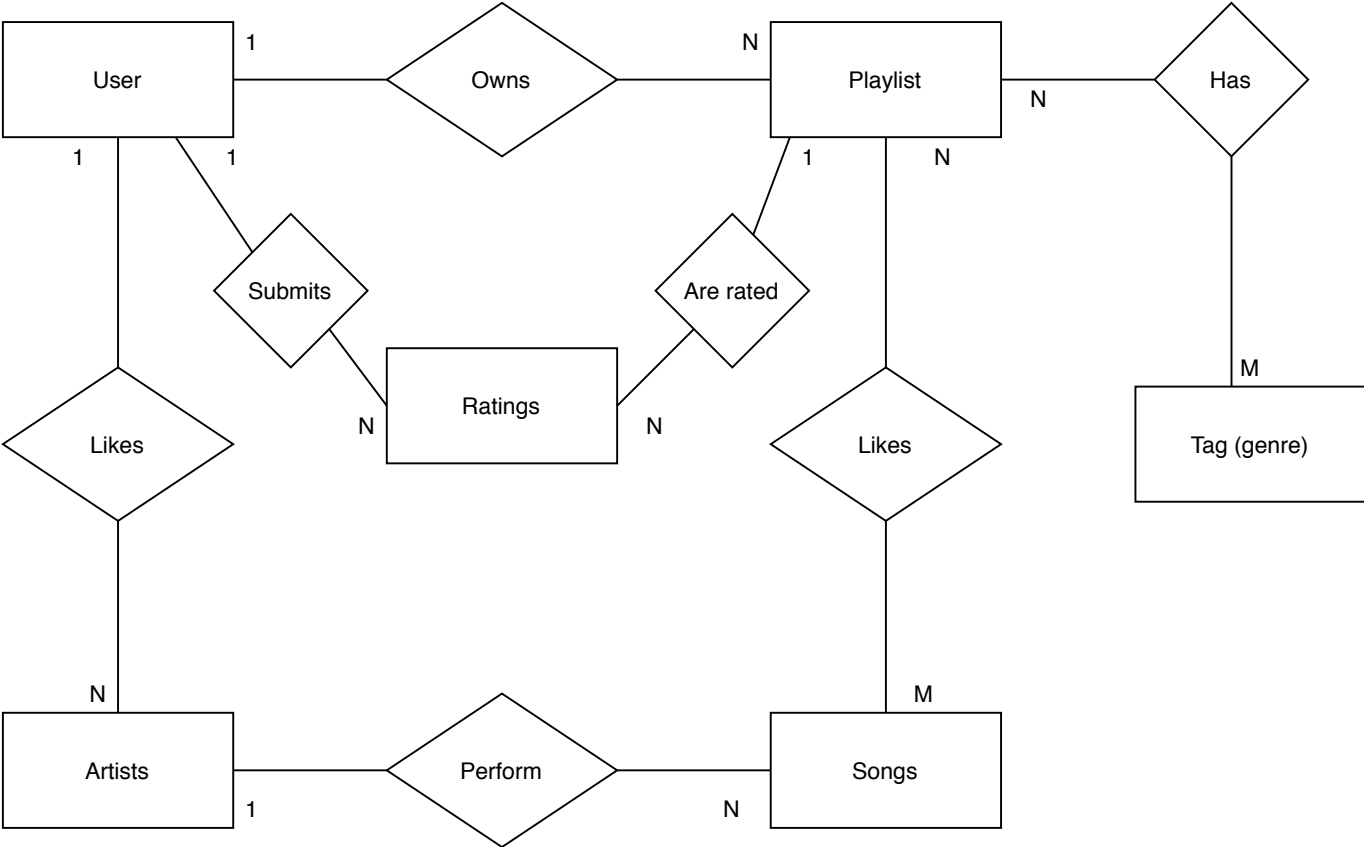 1
N
User
Owns
Playlist
Has
N
1
1
1
N
Submits
Are rated
M
Ratings
N
N
Likes
Likes
Tag (genre)
N
M
Artists
Perform
Songs
1
N